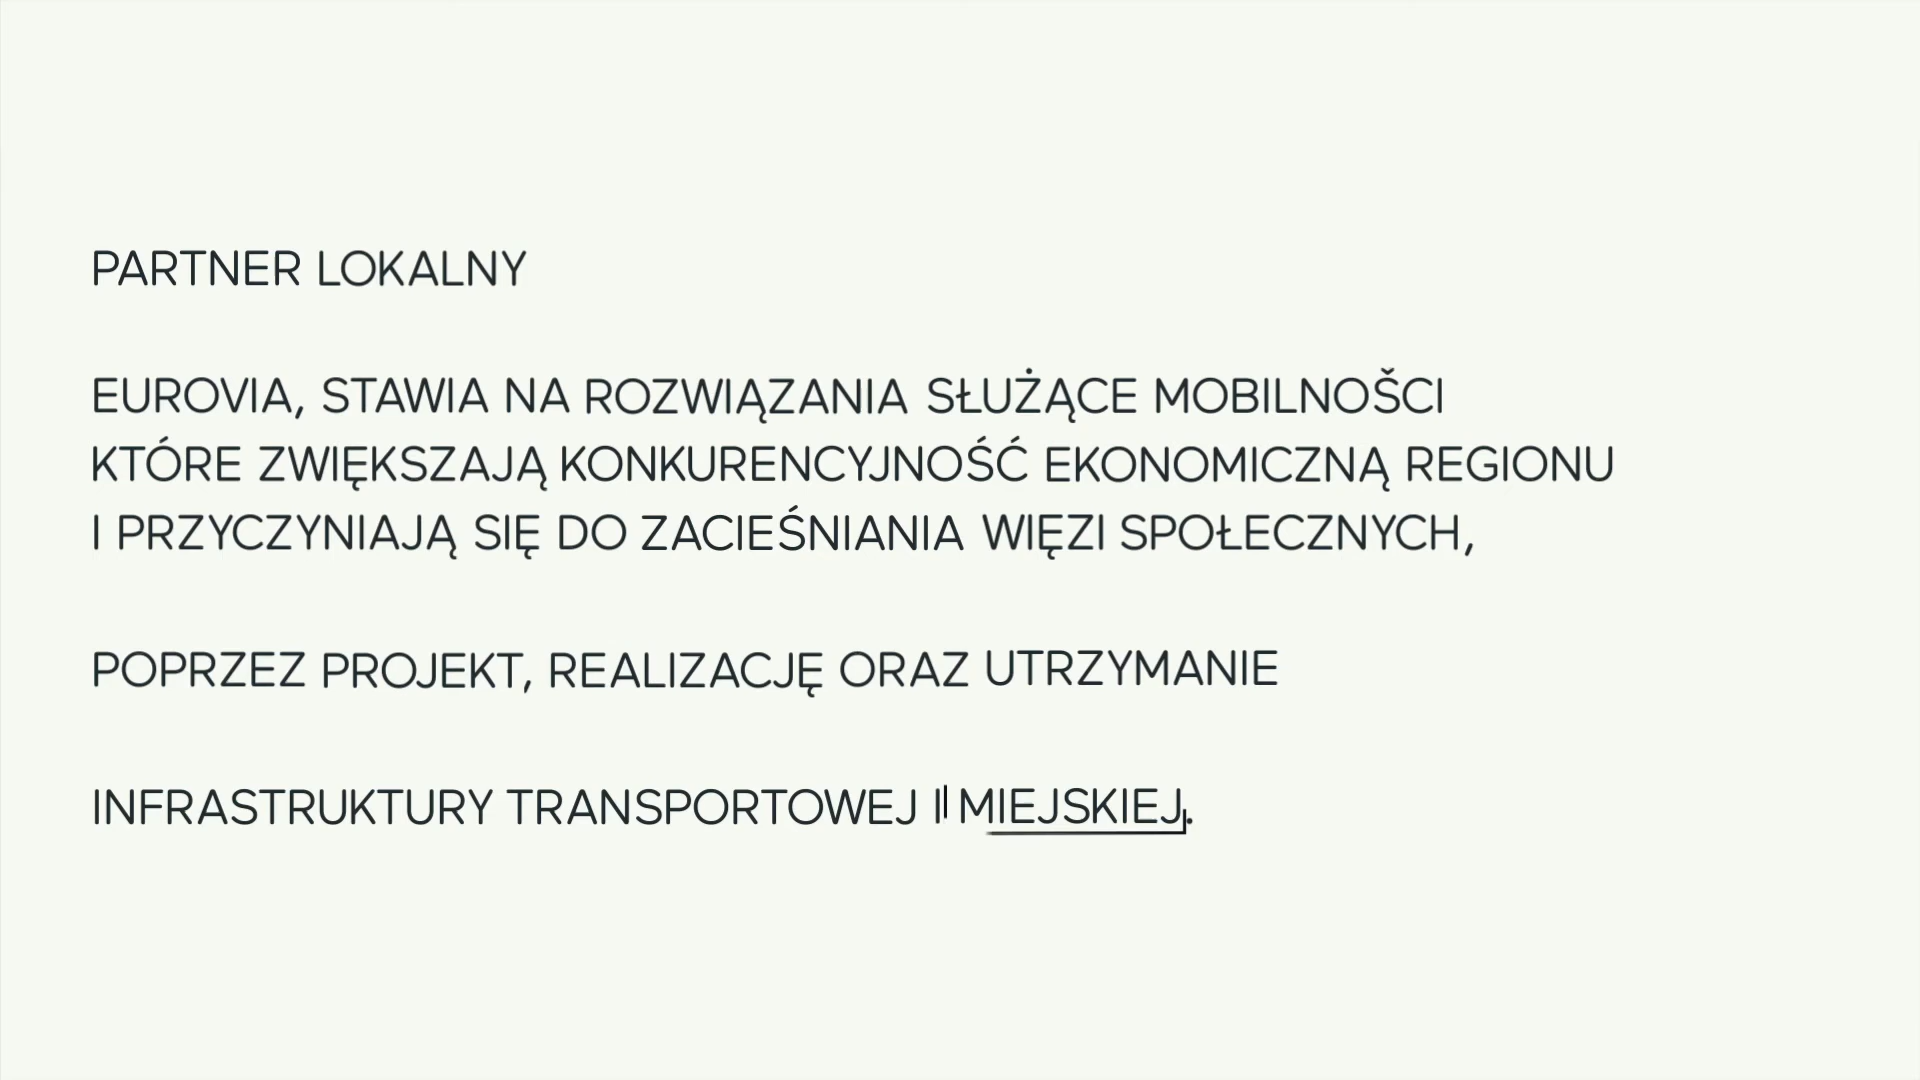 PARTNER LOKALNY
EUROVIA, STAWIA NA ROZWIĄZANIA SŁUŻĄCE MOBILNOŠCI
KTÓRE ZWIĘKSZAJĄ KONKURENCYJNOŚĆ EKONOMICZNĄ REGIONU
I PRZYCZYNIAJĄ SIĘ DO ZACIEŚNIANIA WIĘZI SPOŁECZNYCH,
POPRZEZ PROJEKT, REALIZACJĘ ORAZ UTRZYMANIE
INFRASTRUKTURY TRANSPORTOWEJ I MIEJSKIEJ.